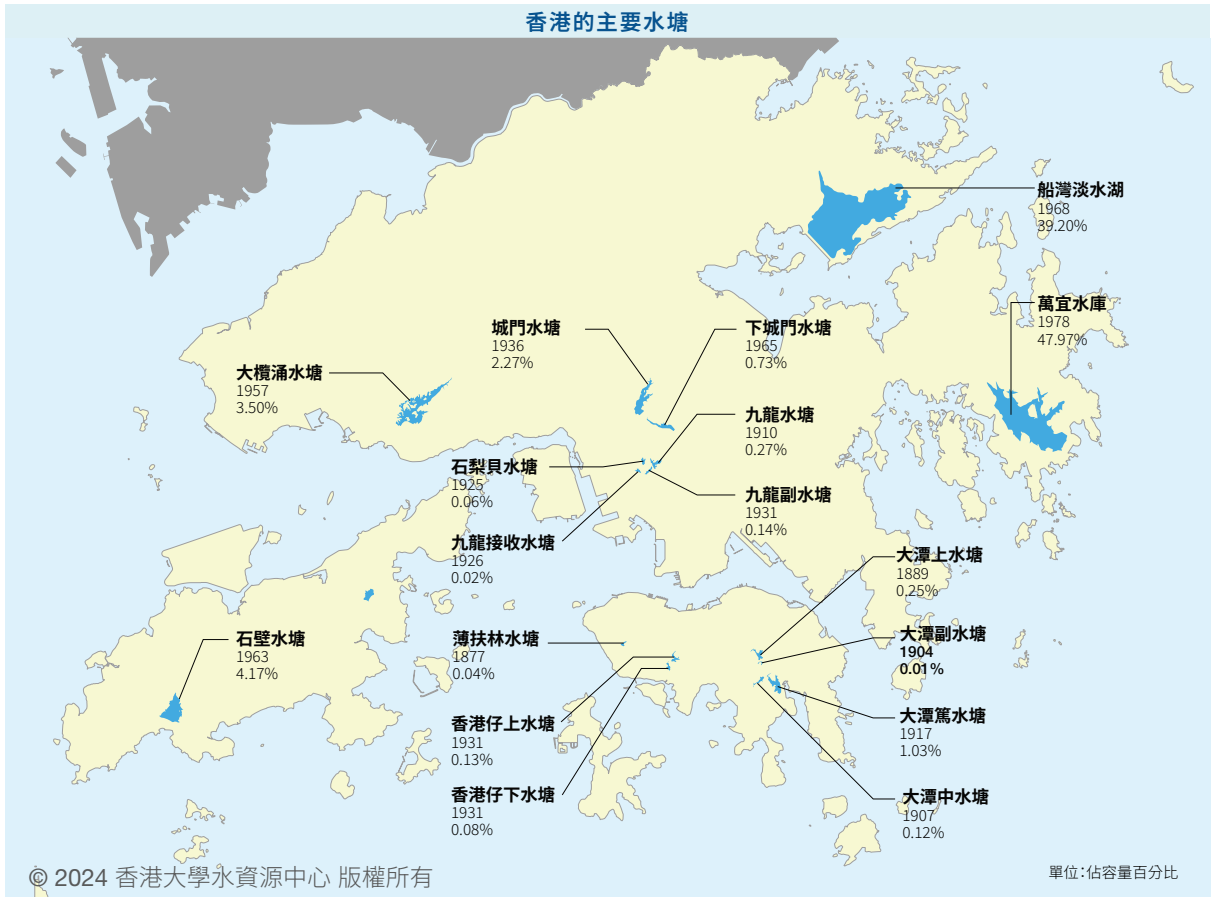 香港的主要水塘
船灣淡水湖
1968
39.20%
萬宜水庫
1978
47.97%
城門水塘
1936
2.27%
下城門水塘
1965
0.73%
大欖涌水塘
1957
3.50%
九龍水塘
1910
0.27%
石梨貝水塘
1925
0.06%
九龍副水塘
1931
0.14%
九龍接收水塘
1926
0.02%
大潭上水塘
1889
0.25%
石壁水塘
1963
4.17%
薄扶林水塘
1877
0.04%
大潭副水塘
1904
0.01%
香港仔上水塘
1931
0.13%
大潭篤水塘
1917
1.03%
香港仔下水塘
1931
0.08%
大潭中水塘
1907
0.12%
© 2024 香港大學水資源中心 版權所有
單位：佔容量百分比